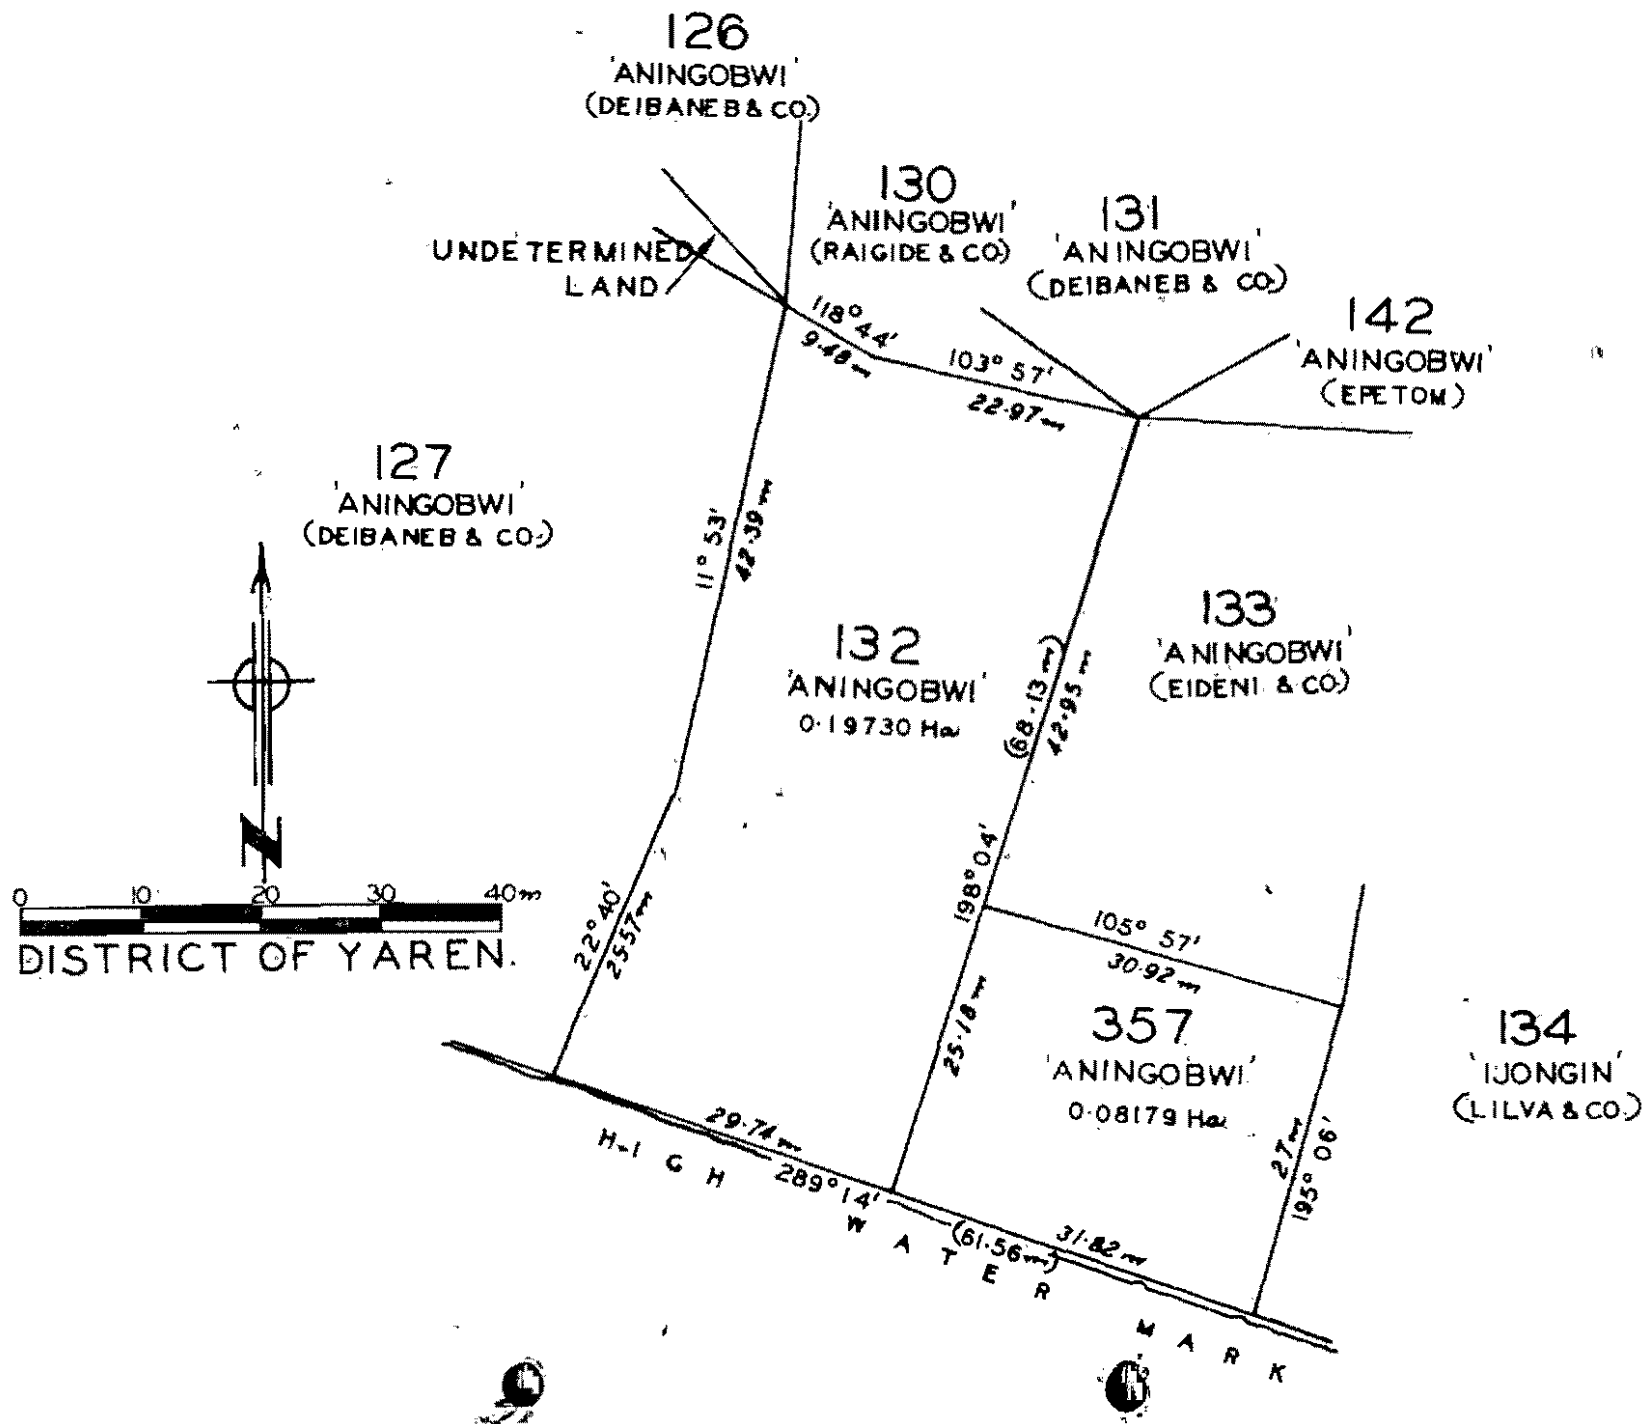 126
'ANINGOBWI'
(DEIBANEB & CO.)
130
'ANINGOBWI'
(RAIGIDE & CO)
131
'ANINGOBWI'
(DEIBANEB & CO.)
UNDETERMINED
LAND
142
'ANINGOBWI'
(EPETOM)
118° 44'
9·48 m
103° 57'
22·97 m
127
'ANINGOBWI'
(DEIBANEB & CO.)
11° 53'
42·39 m
132
'ANINGOBWI'
0·19730 Ha
133
'ANINGOBWI'
(EIDENI & CO.)
(68·13 m)
42·95 m
198° 04'
N
0 10 20 30 40m
DISTRICT OF YAREN.
22° 40'
25·57 m
105° 57'
30·92 m
25·18 m
357
'ANINGOBWI'
0·08179 Ha
134
'IJONGIN'
(LILVA & CO.)
27 m
195° 06'
29·74 m
289° 14'
(61·56 m)
31·82 m
HIGH WATER MARK